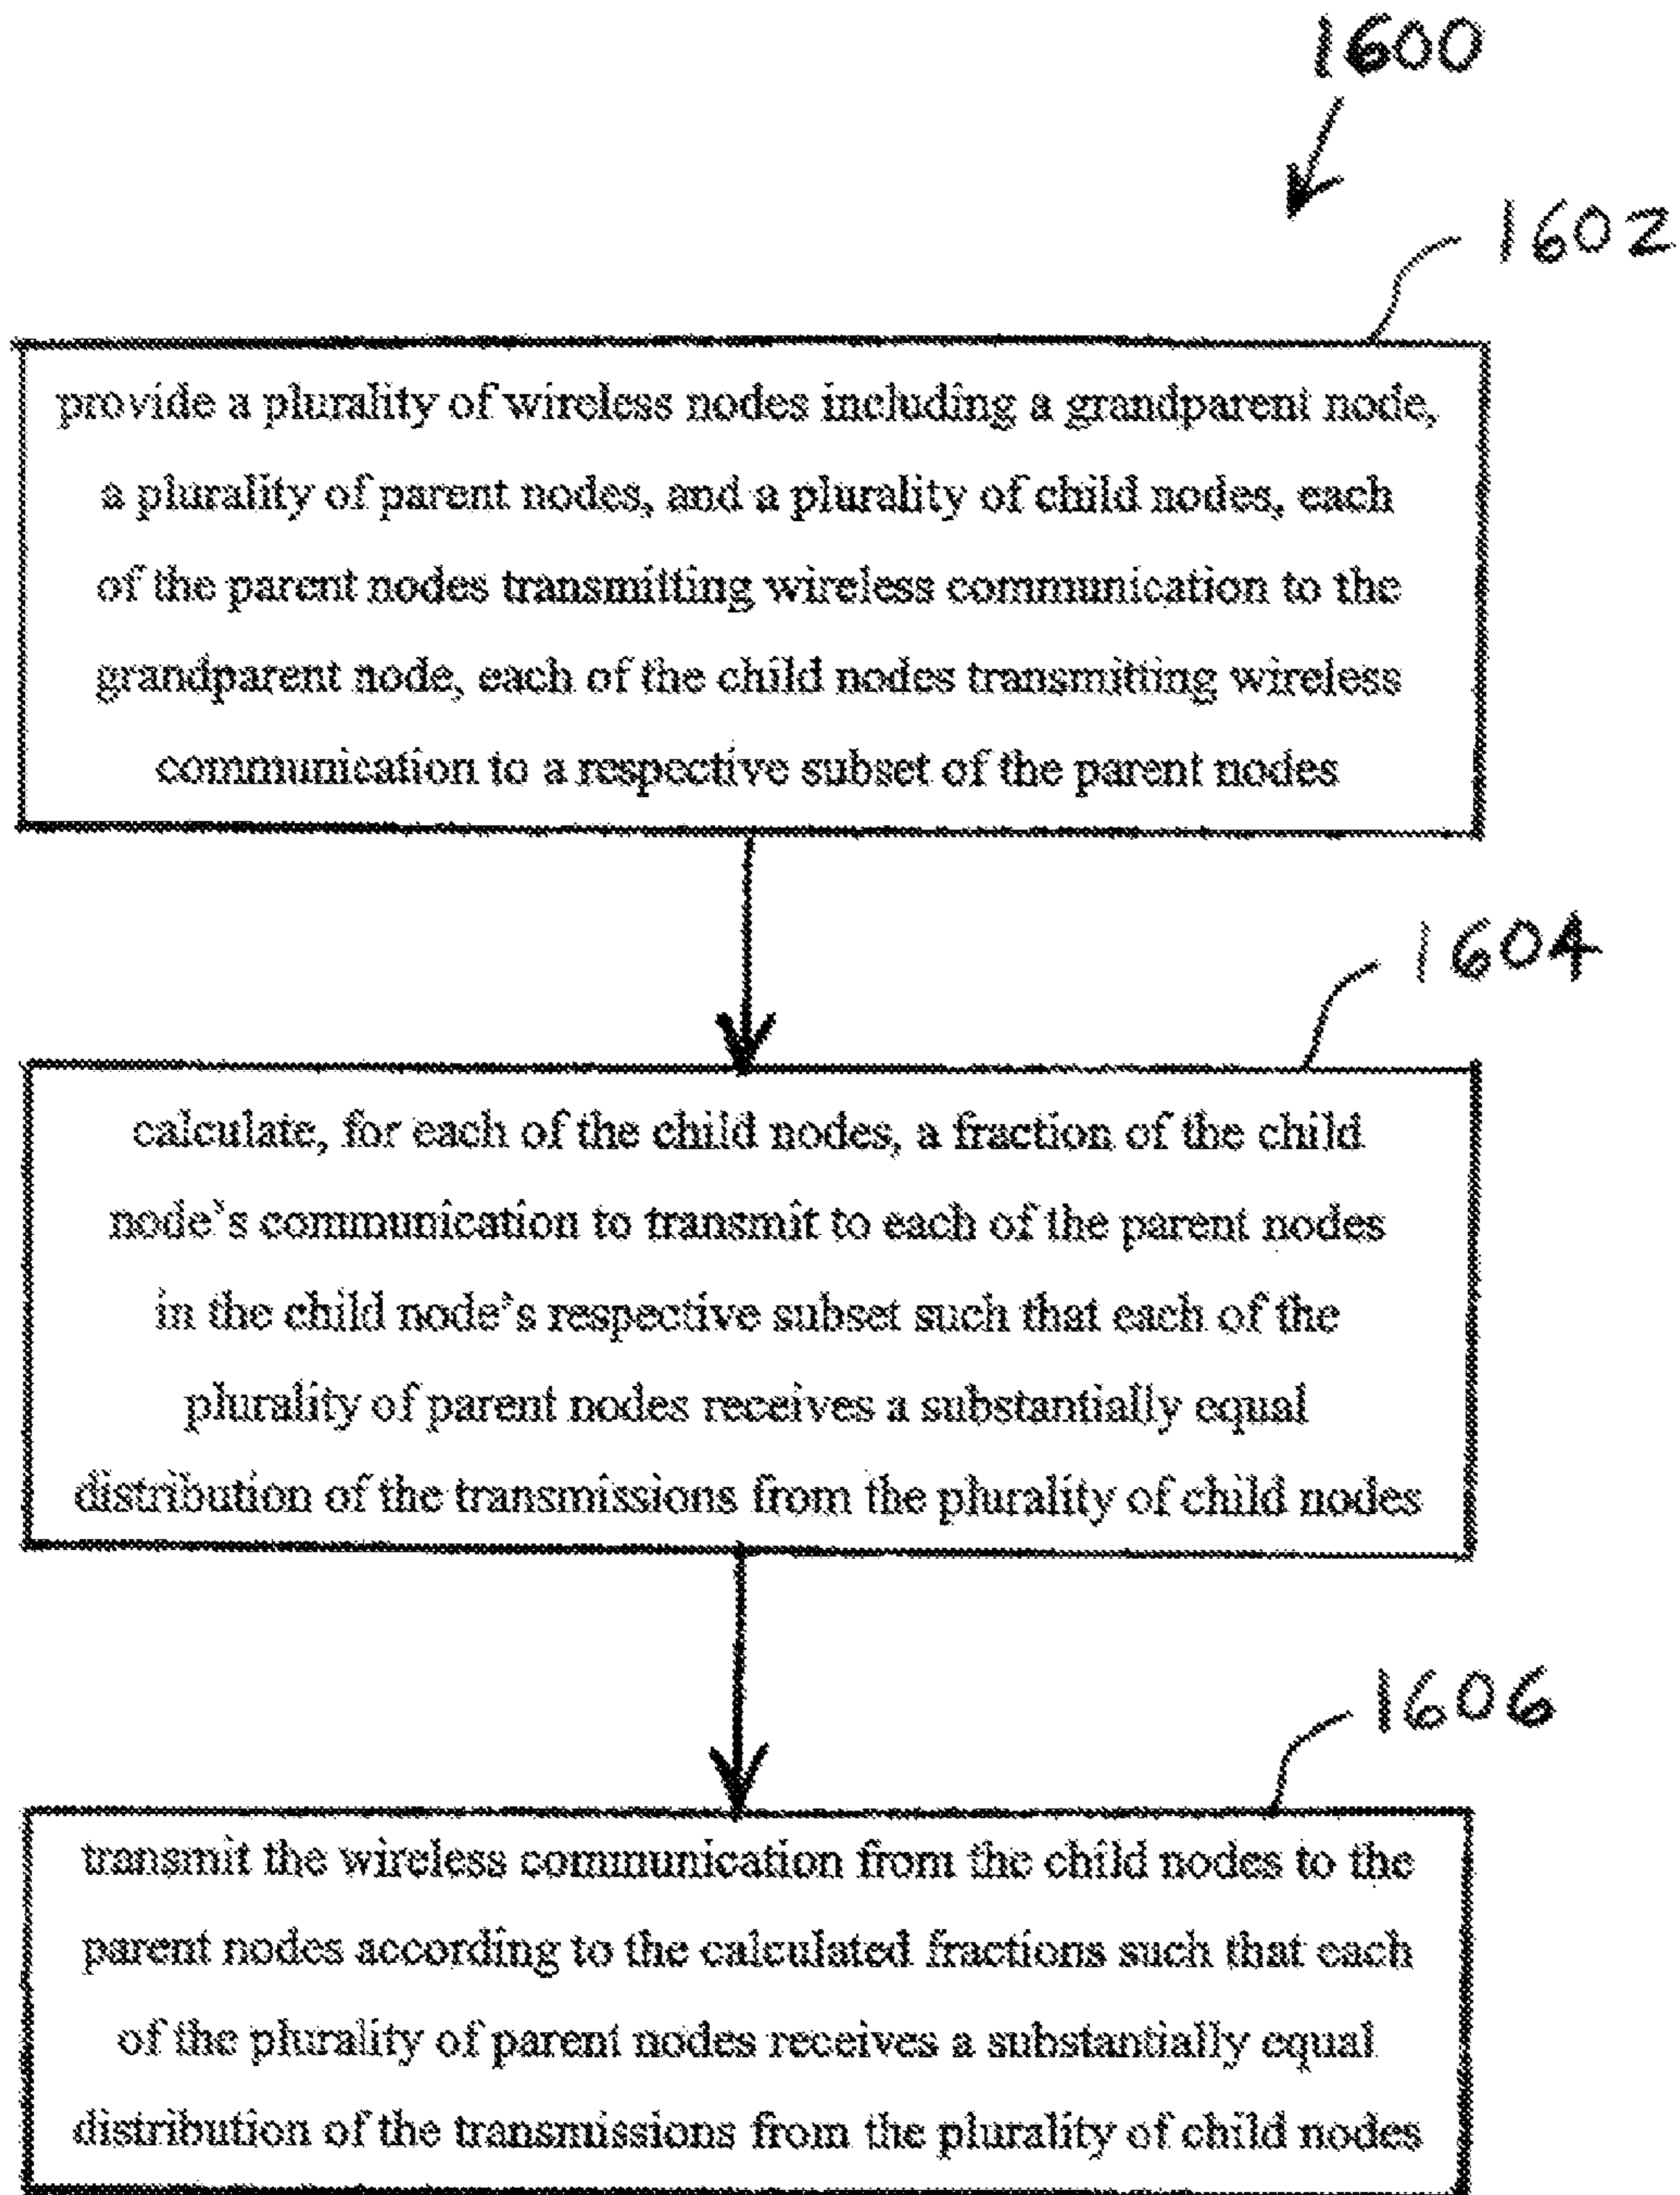 1600
1602
provide a plurality of wireless nodes including a grandparent node,
a plurality of parent nodes, and a plurality of child nodes, each
of the parent nodes transmitting wireless communication to the
grandparent node, each of the child nodes transmitting wireless
communication to a respective subset of the parent nodes
1604
calculate, for each of the child nodes, a fraction of the child
node's communication to transmit to each of the parent nodes
in the child node's respective subset such that each of the
plurality of parent nodes receives a substantially equal
distribution of the transmissions from the plurality of child nodes
1606
transmit the wireless communication from the child nodes to the
parent nodes according to the calculated fractions such that each
of the plurality of parent nodes receives a substantially equal
distribution of the transmissions from the plurality of child nodes